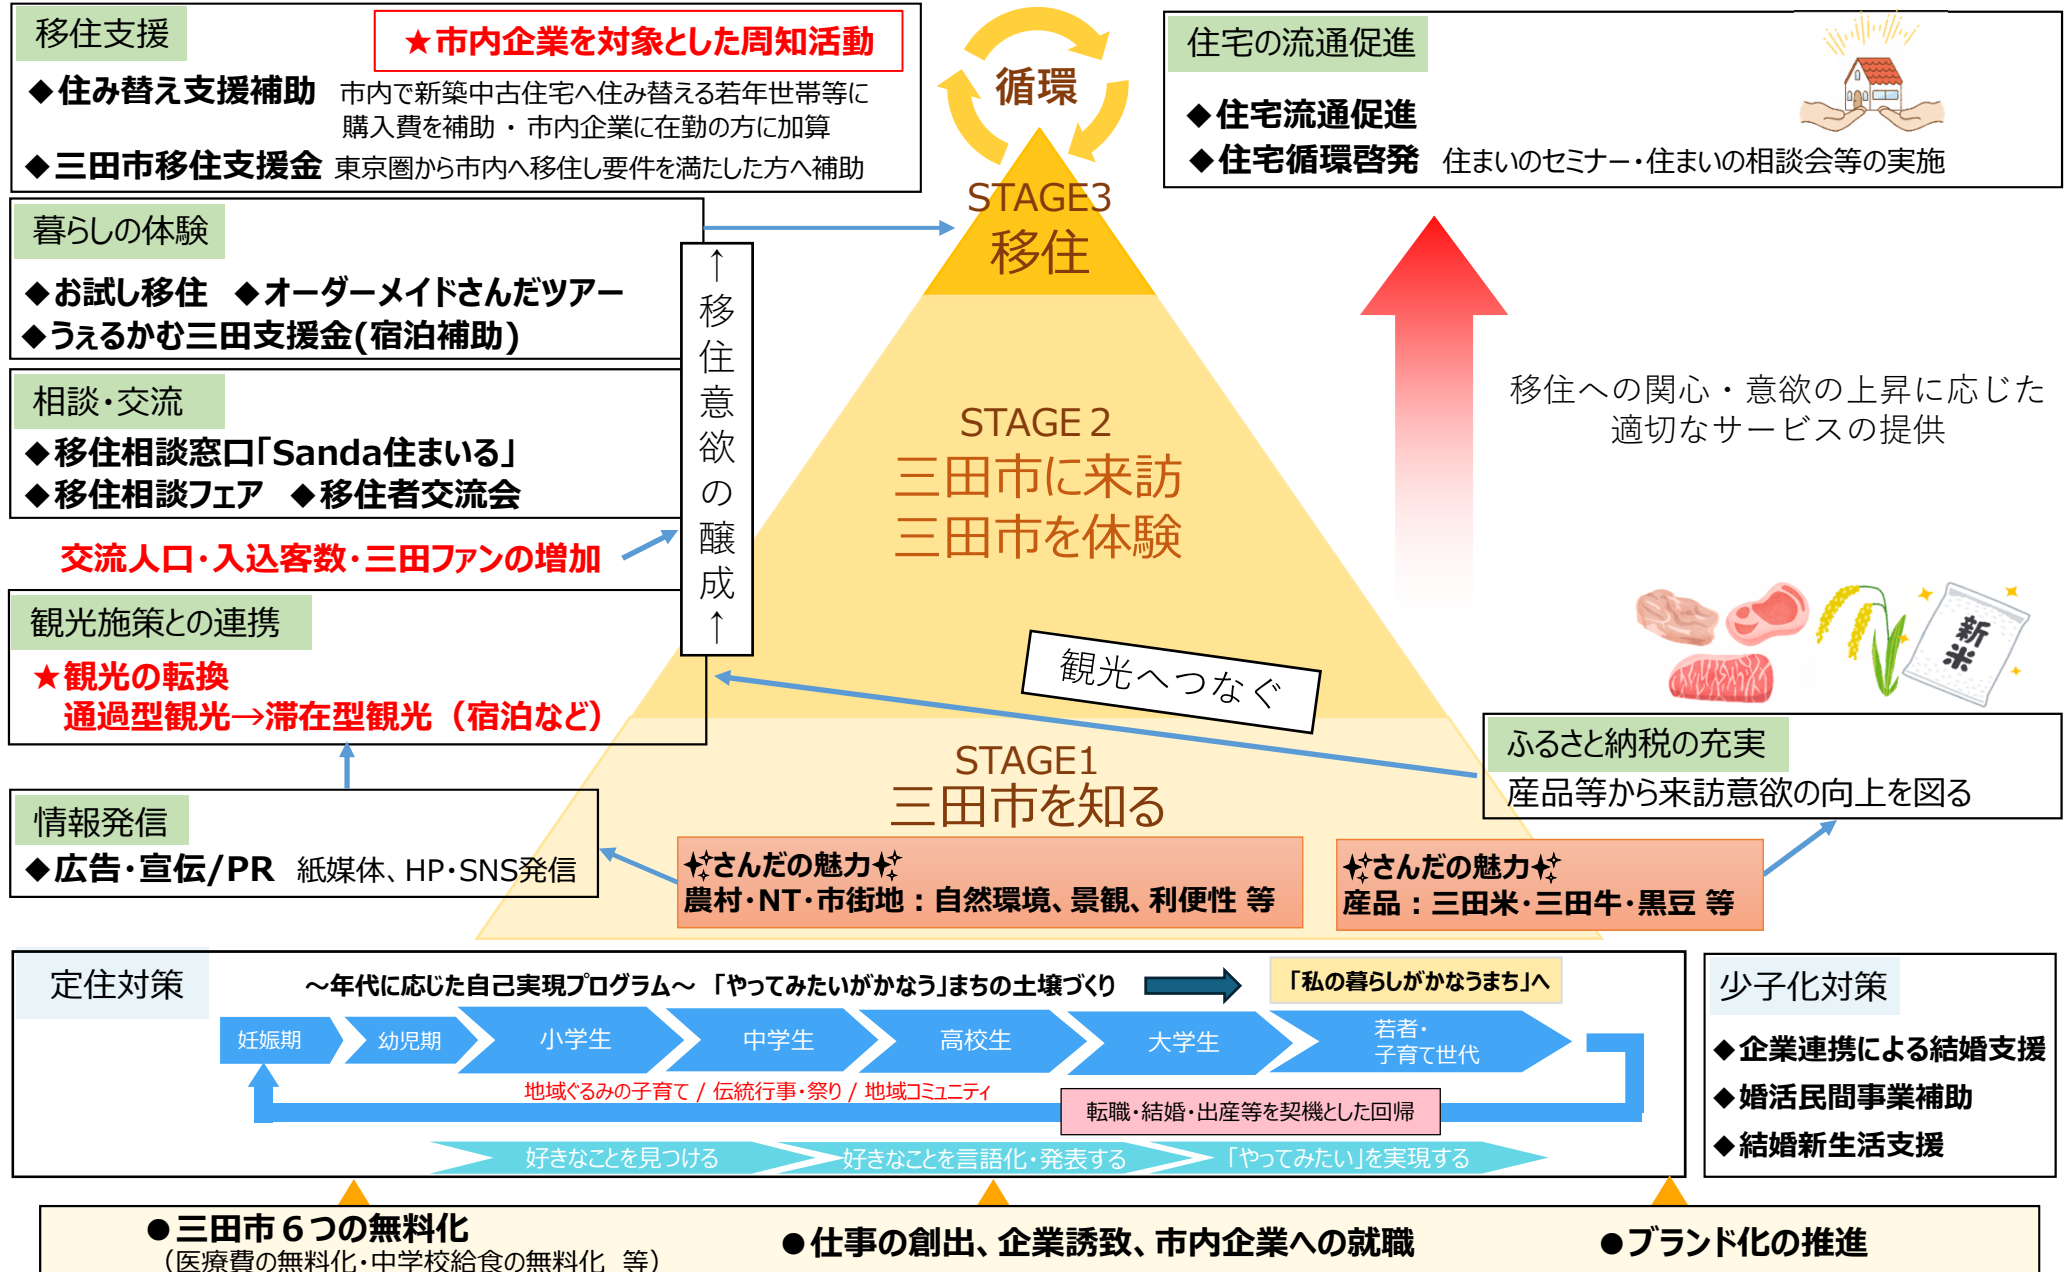 移住支援
★市内企業を対象とした周知活動
◆住み替え支援補助 市内で新築中古住宅へ住み替える若年世帯等に
購入費を補助・市内企業に在勤の方に加算
◆三田市移住支援金 東京圏から市内へ移住し要件を満たした方へ補助
循環
住宅の流通促進
◆住宅流通促進
◆住宅循環啓発 住まいのセミナー・住まいの相談会等の実施
暮らしの体験
◆お試し移住 ◆オーダーメイドさんだツアー
◆うぇるかむ三田支援金(宿泊補助)
相談・交流
◆移住相談窓口「Sanda住まいる」
◆移住相談フェア ◆移住者交流会
交流人口・入込客数・三田ファンの増加
観光施策との連携
★観光の転換
通過型観光→滞在型観光(宿泊など)
情報発信
◆広告・宣伝/PR 紙媒体、HP・SNS発信
←移住意欲の醸成←
STAGE3
移住
STAGE２
三田市に来訪
三田市を体験
STAGE1
三田市を知る
移住への関心・意欲の上昇に応じた
適切なサービスの提供
観光へつなぐ
新米
ふるさと納税の充実
産品等から来訪意欲の向上を図る
さんだの魅力
農村・NT・市街地：自然環境、景観、利便性 等
さんだの魅力
産品：三田米・三田牛・黒豆 等
定住対策
～年代に応じた自己実現プログラム～「やってみたいがかなう」まちの土壌づくり
「私の暮らしがかなうまち」へ
妊娠期
幼児期
小学生
中学生
高校生
大学生
若者・
子育て世代
地域ぐるみの子育て / 伝統行事・祭り / 地域コミュニティ
転職・結婚・出産等を契機とした回帰
好きなことを見つける
好きなことを言語化・発表する
「やってみたい」を実現する
少子化対策
◆企業連携による結婚支援
◆婚活民間事業補助
◆結婚新生活支援
●三田市６つの無料化
（医療費の無料化・中学校給食の無料化 等）
●仕事の創出、企業誘致、市内企業への就職
●ブランド化の推進